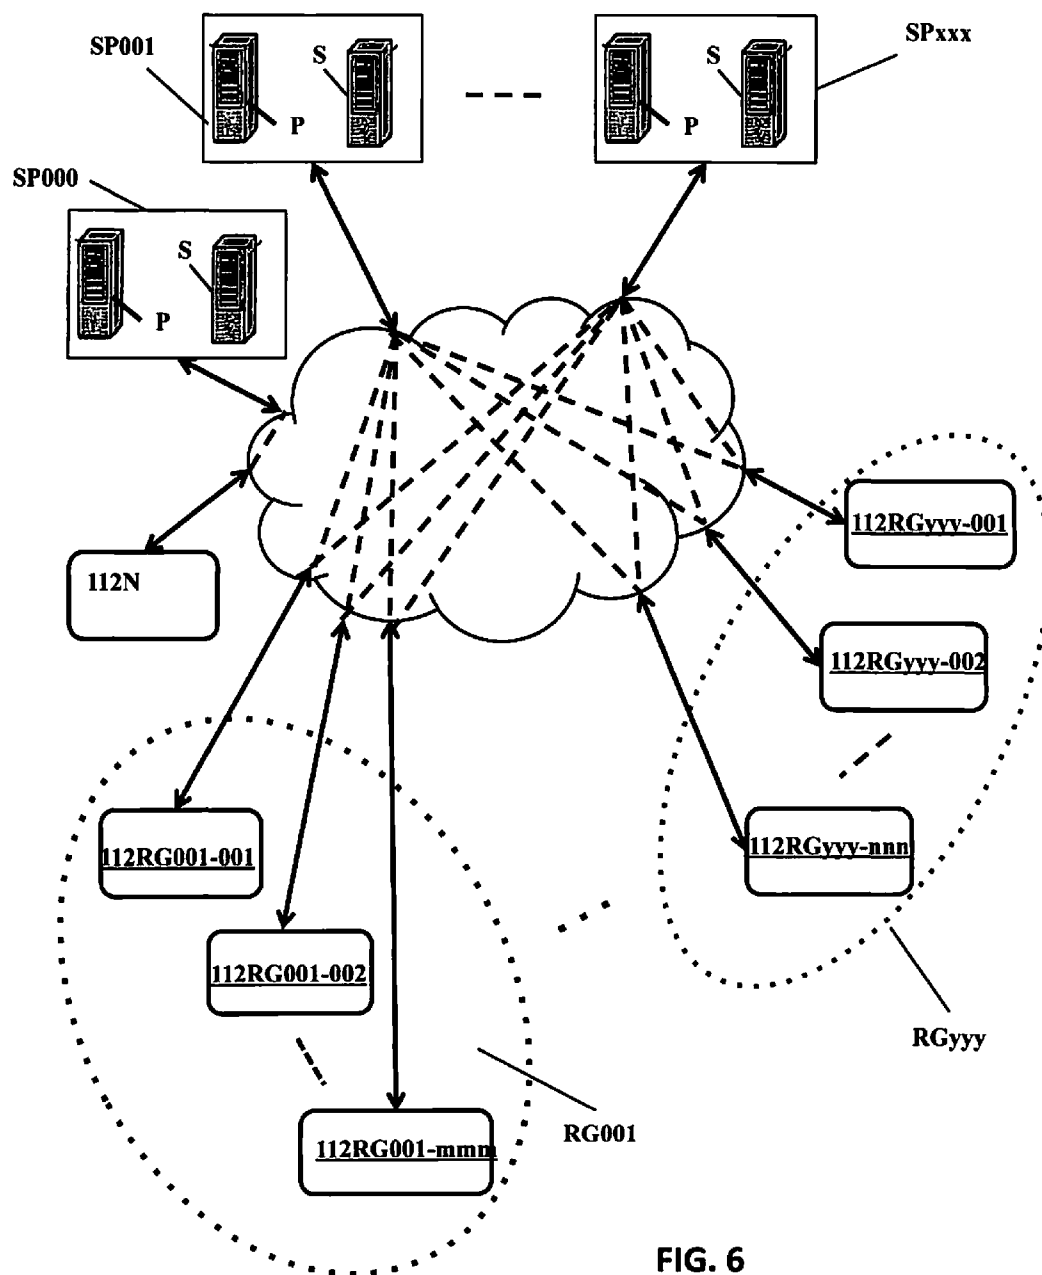 SP001
S
P
SPxxx
S
P
SP000
S
P
112N
112RGyyy-001
112RGyyy-002
112RGyyy-nnn
112RG001-001
112RG001-002
112RG001-mmm
RGyyy
RG001
FIG. 6